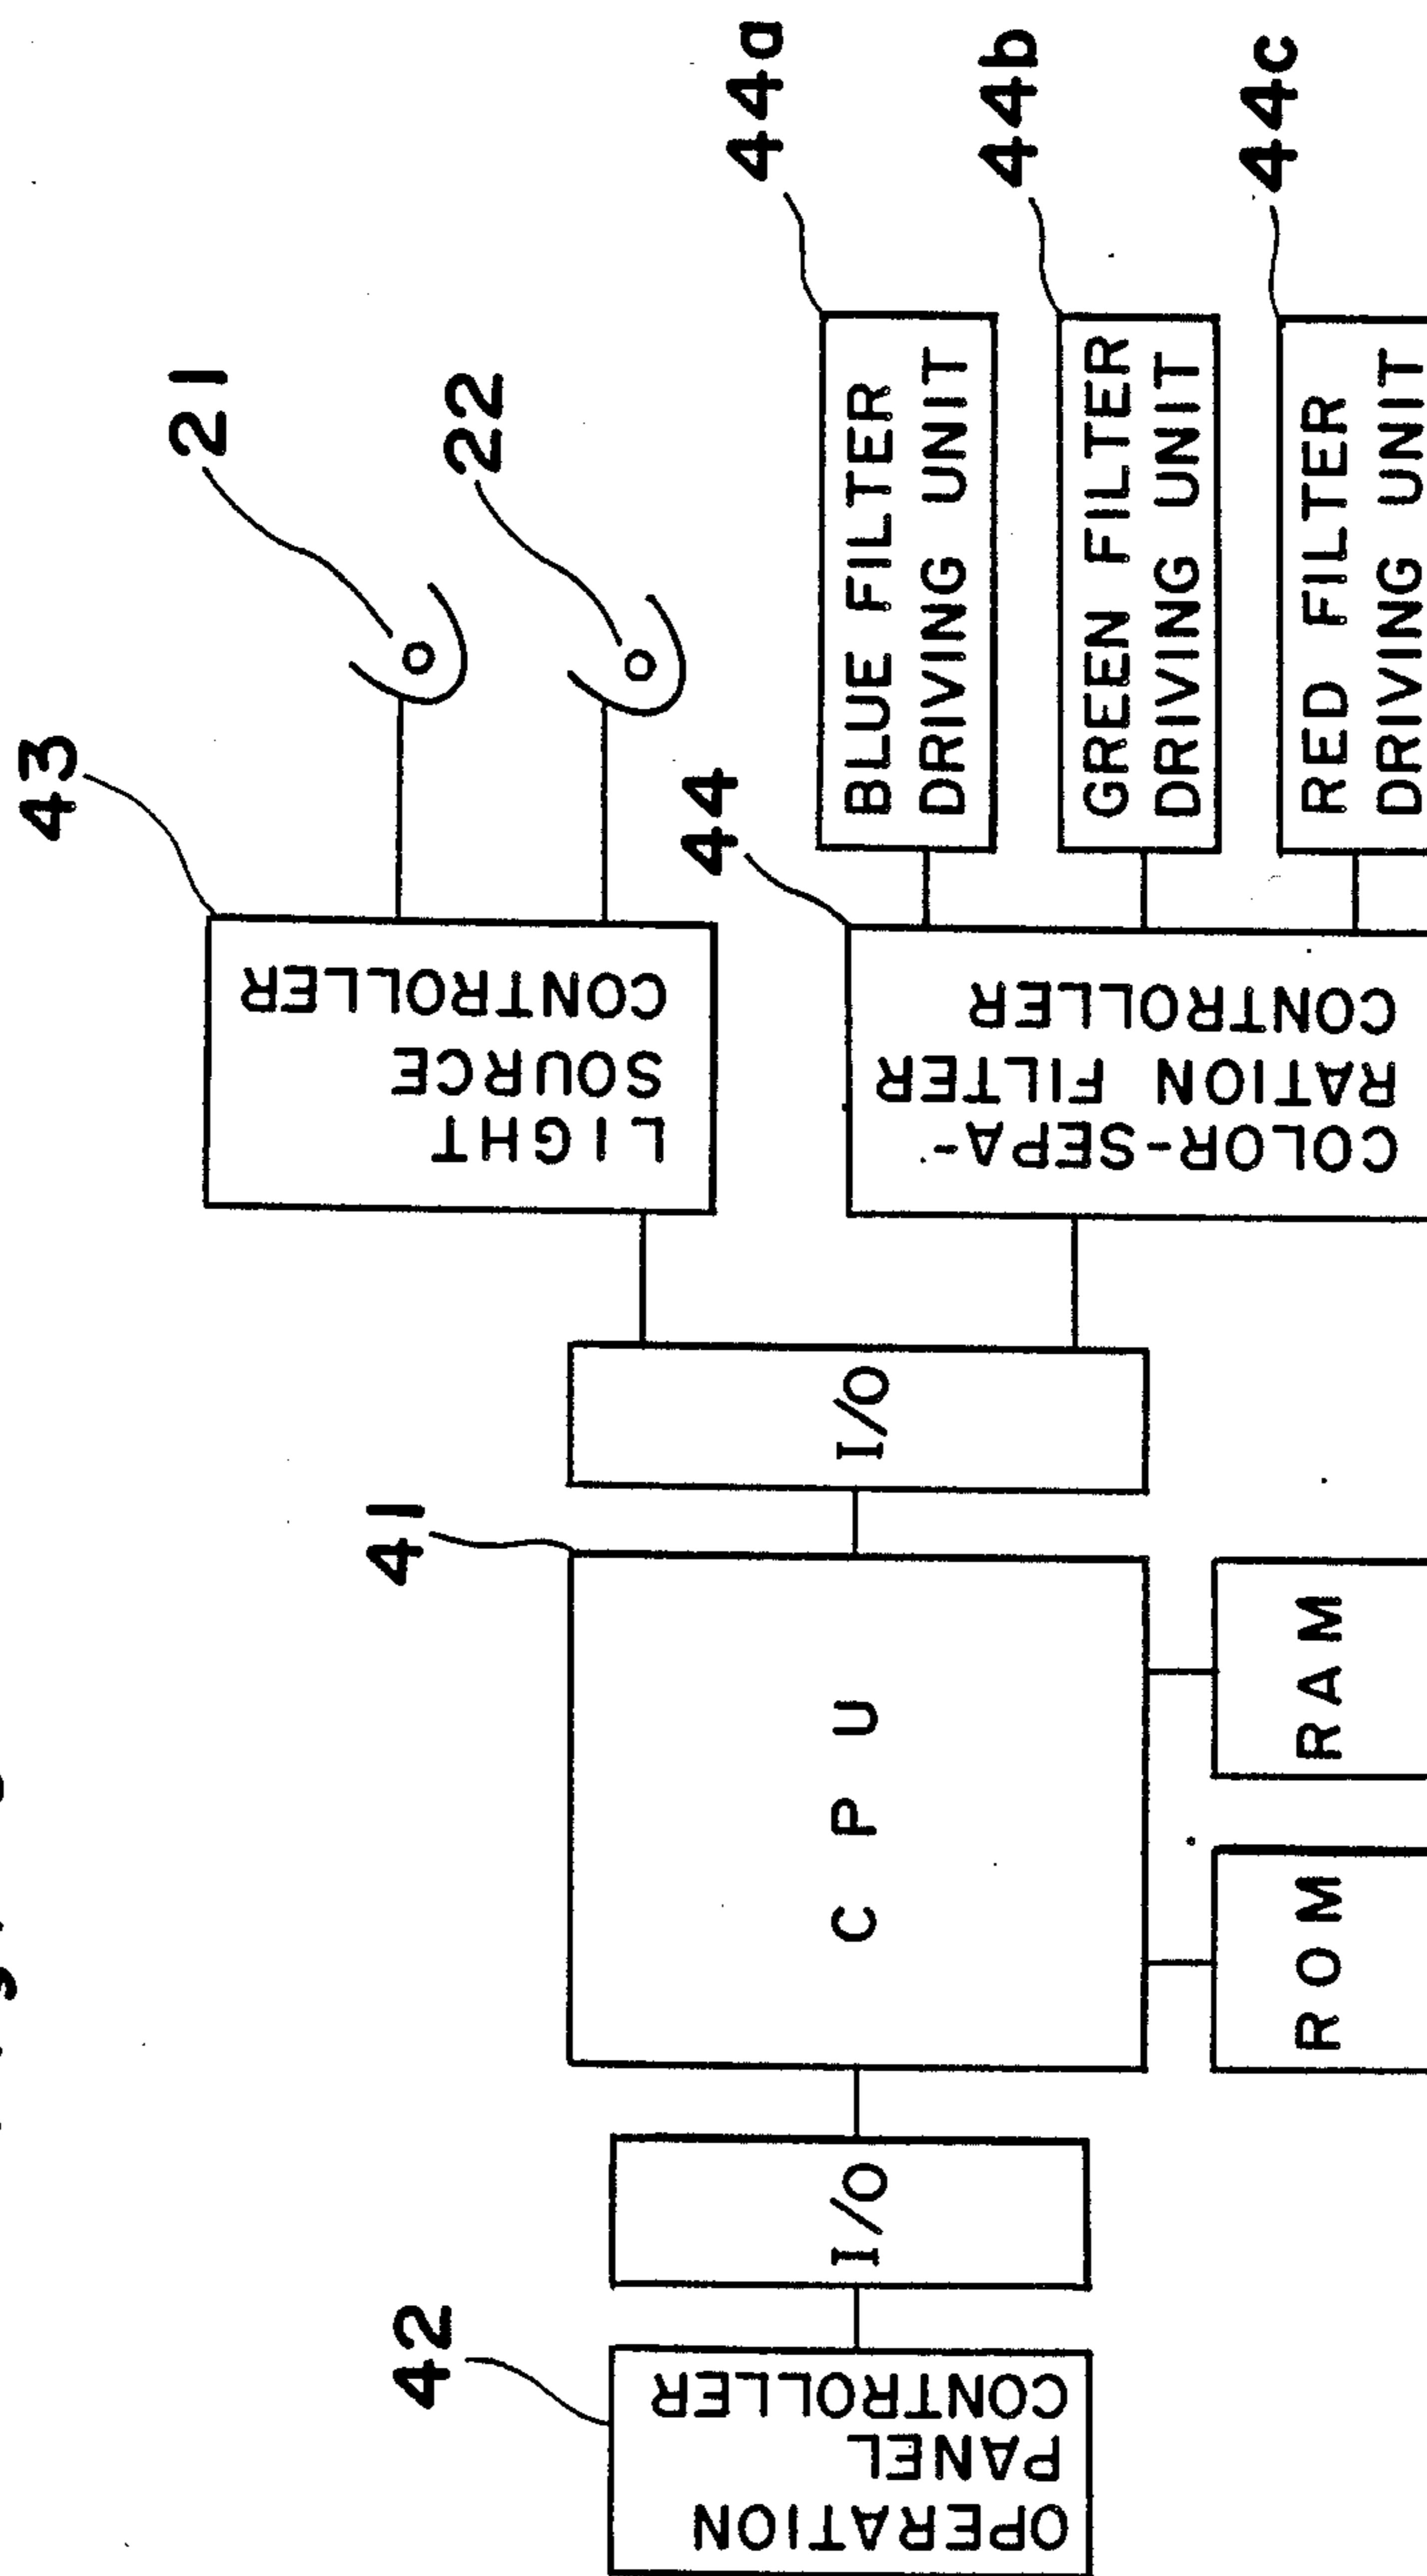 43
21
22
LIGHT
SOURCE
CONTROLLER
44
44a
BLUE FILTER
DRIVING UNIT
44b
GREEN FILTER
DRIVING UNIT
44c
RED FILTER
DRIVING UNIT
COLOR-SEPA-
RATION FILTER
CONTROLLER
I/O
41
C P U
RAM
ROM
I/O
42
OPERATION
PANEL
CONTROLLER